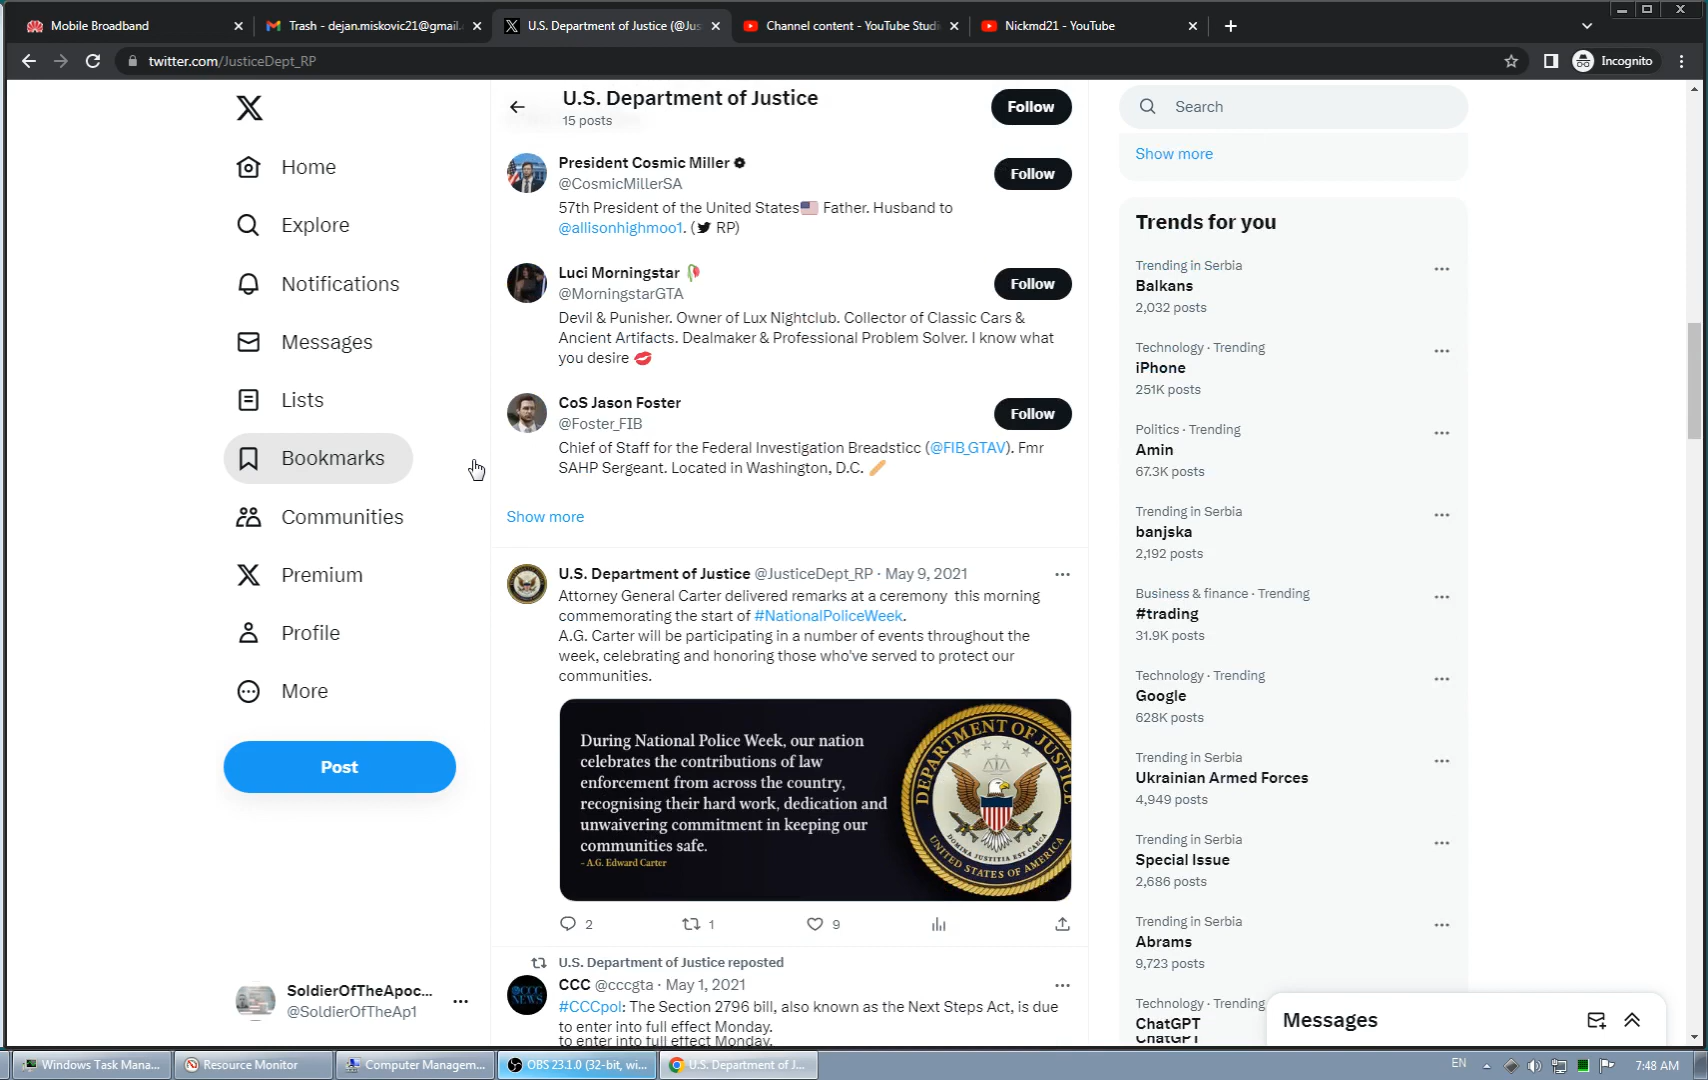 Mobile Broadband
Trash - dejan.miskovic21@gmail.
U.S. Department of Justice (@Jus
Channel content - YouTube Studi
Nickmd21 - YouTube
twitter.com/JusticeDept_RP
Incognito
Home
Explore
Notifications
Messages
Lists
Bookmarks
Communities
Premium
Profile
More
Post
SoldierOfTheApoc...
@SoldierOfTheAp1
U.S. Department of Justice
15 posts
Follow
President Cosmic Miller
@CosmicMillerSA
Follow
57th President of the United States🇺🇸 Father. Husband to
@allisonhighmoo1. (🐦 RP)
Luci Morningstar 🥀
@MorningstarGTA
Follow
Devil & Punisher. Owner of Lux Nightclub. Collector of Classic Cars &
Ancient Artifacts. Dealmaker & Professional Problem Solver. I know what
you desire 💋
CoS Jason Foster
@Foster_FIB
Follow
Chief of Staff for the Federal Investigation Breadsticc (@FIB_GTAV). Fmr
SAHP Sergeant. Located in Washington, D.C. 🥖
Show more
U.S. Department of Justice @JusticeDept_RP · May 9, 2021
Attorney General Carter delivered remarks at a ceremony this morning
commemorating the start of #NationalPoliceWeek.
A.G. Carter will be participating in a number of events throughout the
week, celebrating and honoring those who've served to protect our
communities.
During National Police Week, our nation
celebrates the contributions of law
enforcement from across the country,
recognising their hard work, dedication and
unwaivering commitment in keeping our
communities safe.
- A.G. Edward Carter
DEPARTMENT OF JUSTICE
UNITED STATES OF AMERICA
2
1
9
U.S. Department of Justice reposted
CCC NEWS
CCC @cccgta · May 1, 2021
#CCCpol: The Section 2796 bill, also known as the Next Steps Act, is due
to enter into full effect Monday.
to enter into full effect Monday.
Search
Show more
Trends for you
Trending in Serbia
Balkans
2,032 posts
Technology · Trending
iPhone
251K posts
Politics · Trending
Amin
67.3K posts
Trending in Serbia
banjska
2,192 posts
Business & finance · Trending
#trading
31.9K posts
Technology · Trending
Google
628K posts
Trending in Serbia
Ukrainian Armed Forces
4,949 posts
Trending in Serbia
Special Issue
2,686 posts
Trending in Serbia
Abrams
9,723 posts
Technology · Trending
ChatGPT
ChatGPT
Messages
Windows Task Mana...
Resource Monitor
Computer Managem...
OBS 23.1.0 (32-bit, wi...
U.S. Department of J...
EN
7:48 AM